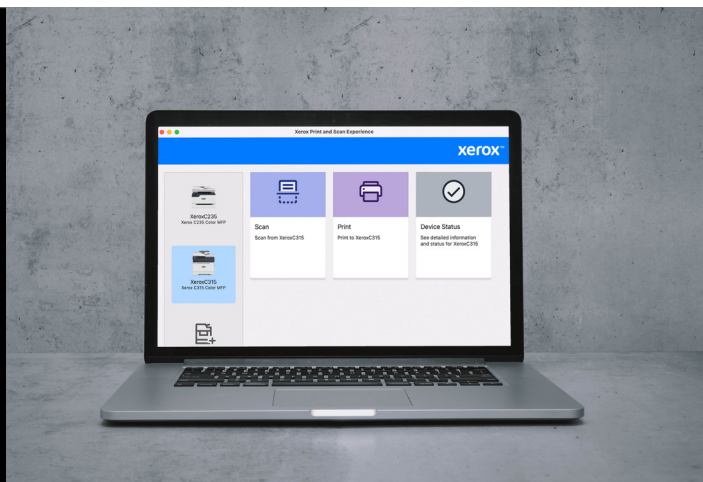 Xerox Print and Scan Experience
xerox™
XeroxC235
Xerox C235 Color MFP
XeroxC315
Xerox C315 Color MFP
Scan
Scan from XeroxC315
Print
Print to XeroxC315
Device Status
See detailed information
and status for XeroxC315